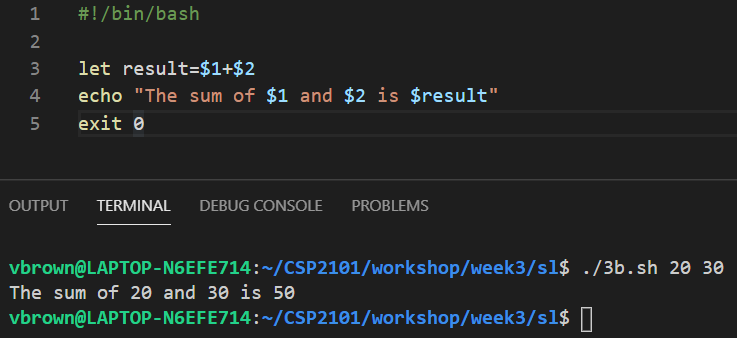 1 #!/bin/bash
2
3 let result=$1+$2
4 echo "The sum of $1 and $2 is $result"
5 exit 0
OUTPUT TERMINAL DEBUG CONSOLE PROBLEMS
vbrown@LAPTOP-N6EFE714:~/CSP2101/workshop/week3/sl$ ./3b.sh 20 30
The sum of 20 and 30 is 50
vbrown@LAPTOP-N6EFE714:~/CSP2101/workshop/week3/sl$